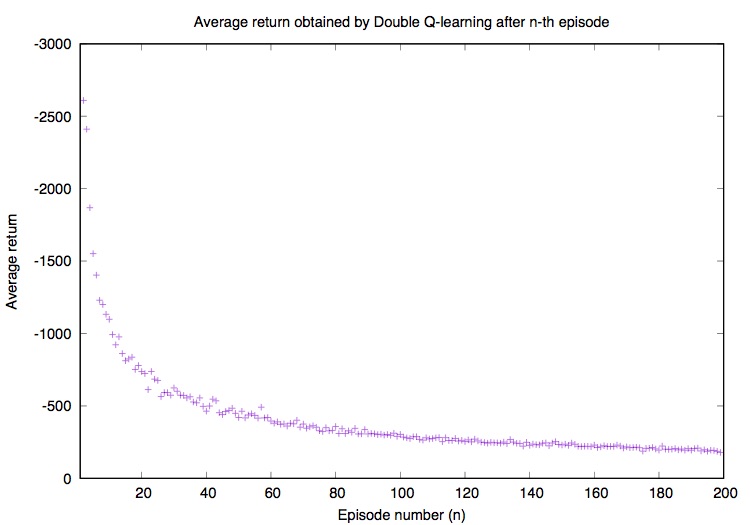 Average return obtained by Double Q-learning after n-th episode
-3000
-2500
-2000
-1500
-1000
-500
0
Average return
20 40 60 80 100 120 140 160 180 200
Episode number (n)